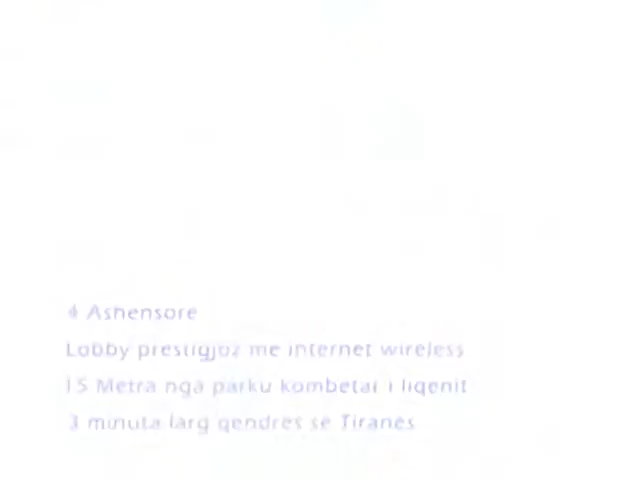 4 Ashensore
Lobby prestigjoz me internet wireless
15 Metra nga parku kombetar i liqenit
3 minuta larg qendres se Tiranes